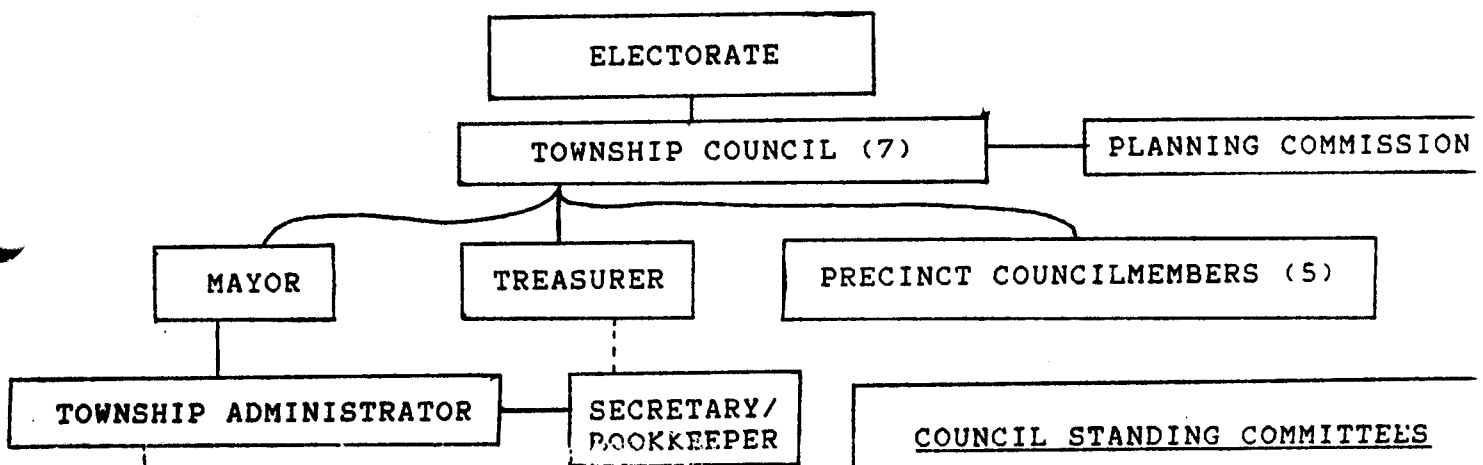 ELECTORATE
TOWNSHIP COUNCIL (7)
PLANNING COMMISSION
MAYOR
TREASURER
PRECINCT COUNCILMEMBERS (5)
TOWNSHIP ADMINISTRATOR
SECRETARY/
BOOKKEEPER
COUNCIL STANDING COMMITTEES